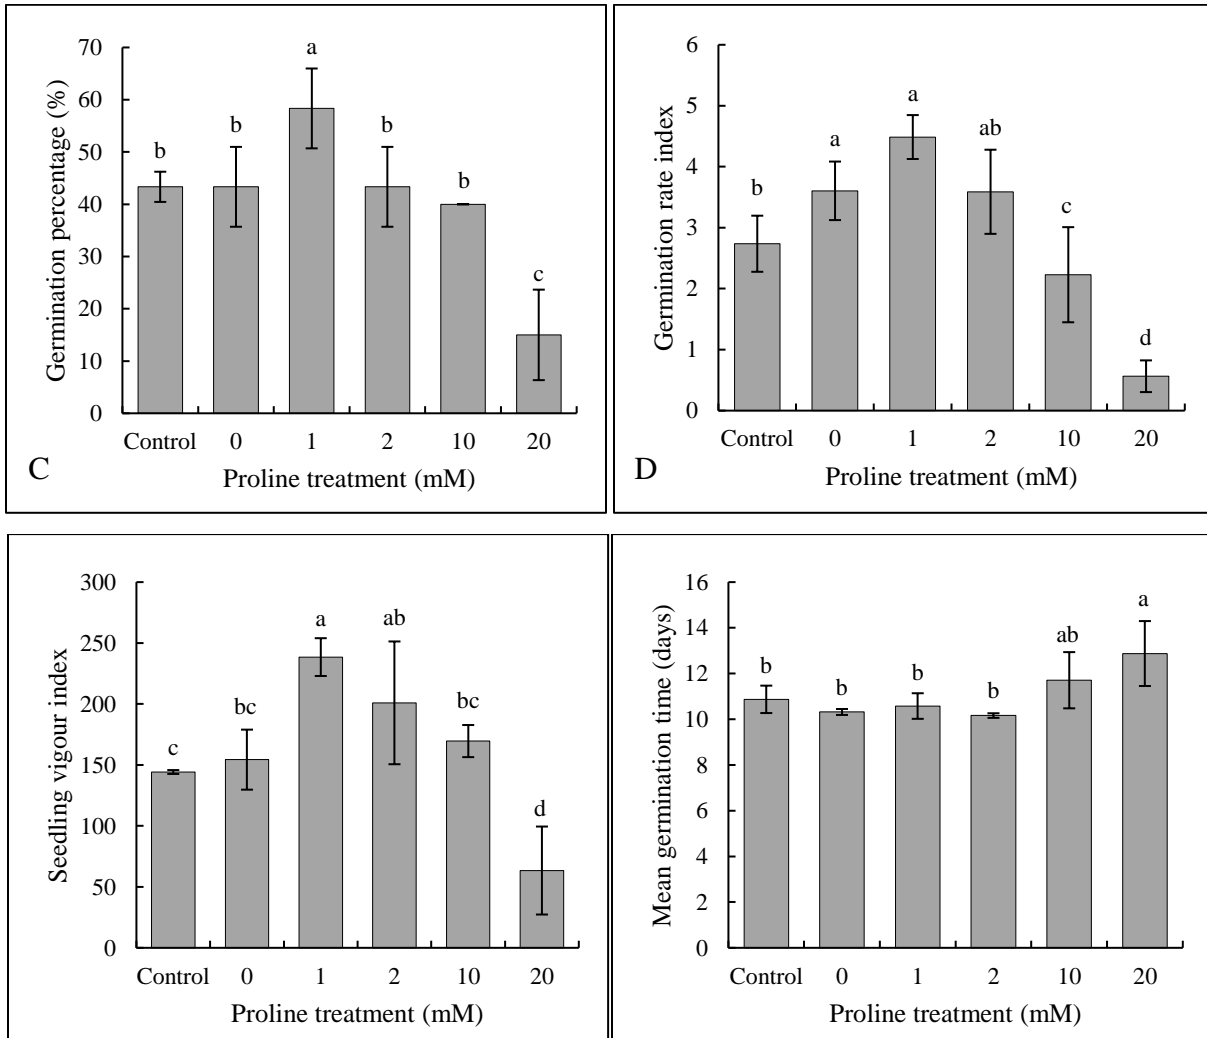 Germination percentage (%)
70
60
50
40
30
20
10
0
b
b
a
b
b
c
Control 0 1 2 10 20
Proline treatment (mM)
C
Germination rate index
6
5
4
3
2
1
0
b
a
a
ab
c
d
Control 0 1 2 10 20
Proline treatment (mM)
D
Seedling vigour index
300
250
200
150
100
50
0
c
bc
a
ab
bc
d
Control 0 1 2 10 20
Proline treatment (mM)
Mean germination time (days)
16
14
12
10
8
6
4
2
0
b
b
b
b
ab
a
Control 0 1 2 10 20
Proline treatment (mM)